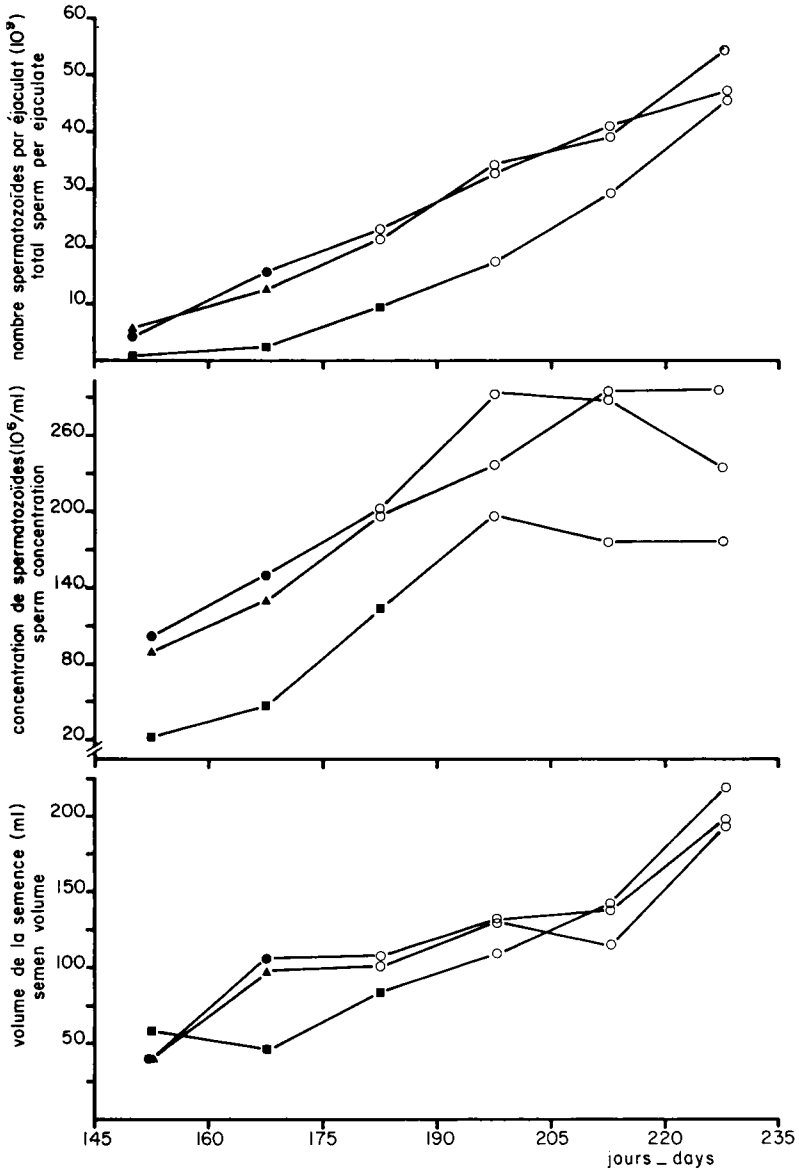 nombre spermatozoïdes par éjaculat (10⁹)
total sperm per ejaculate
60
50
40
30
20
10
concentration de spermatozoïdes(10⁶/ml)
sperm concentration
260
200
140
80
20
volume de la semence (ml)
semen volume
200
150
100
50
145 160 175 190 205 220 235
jours _ days